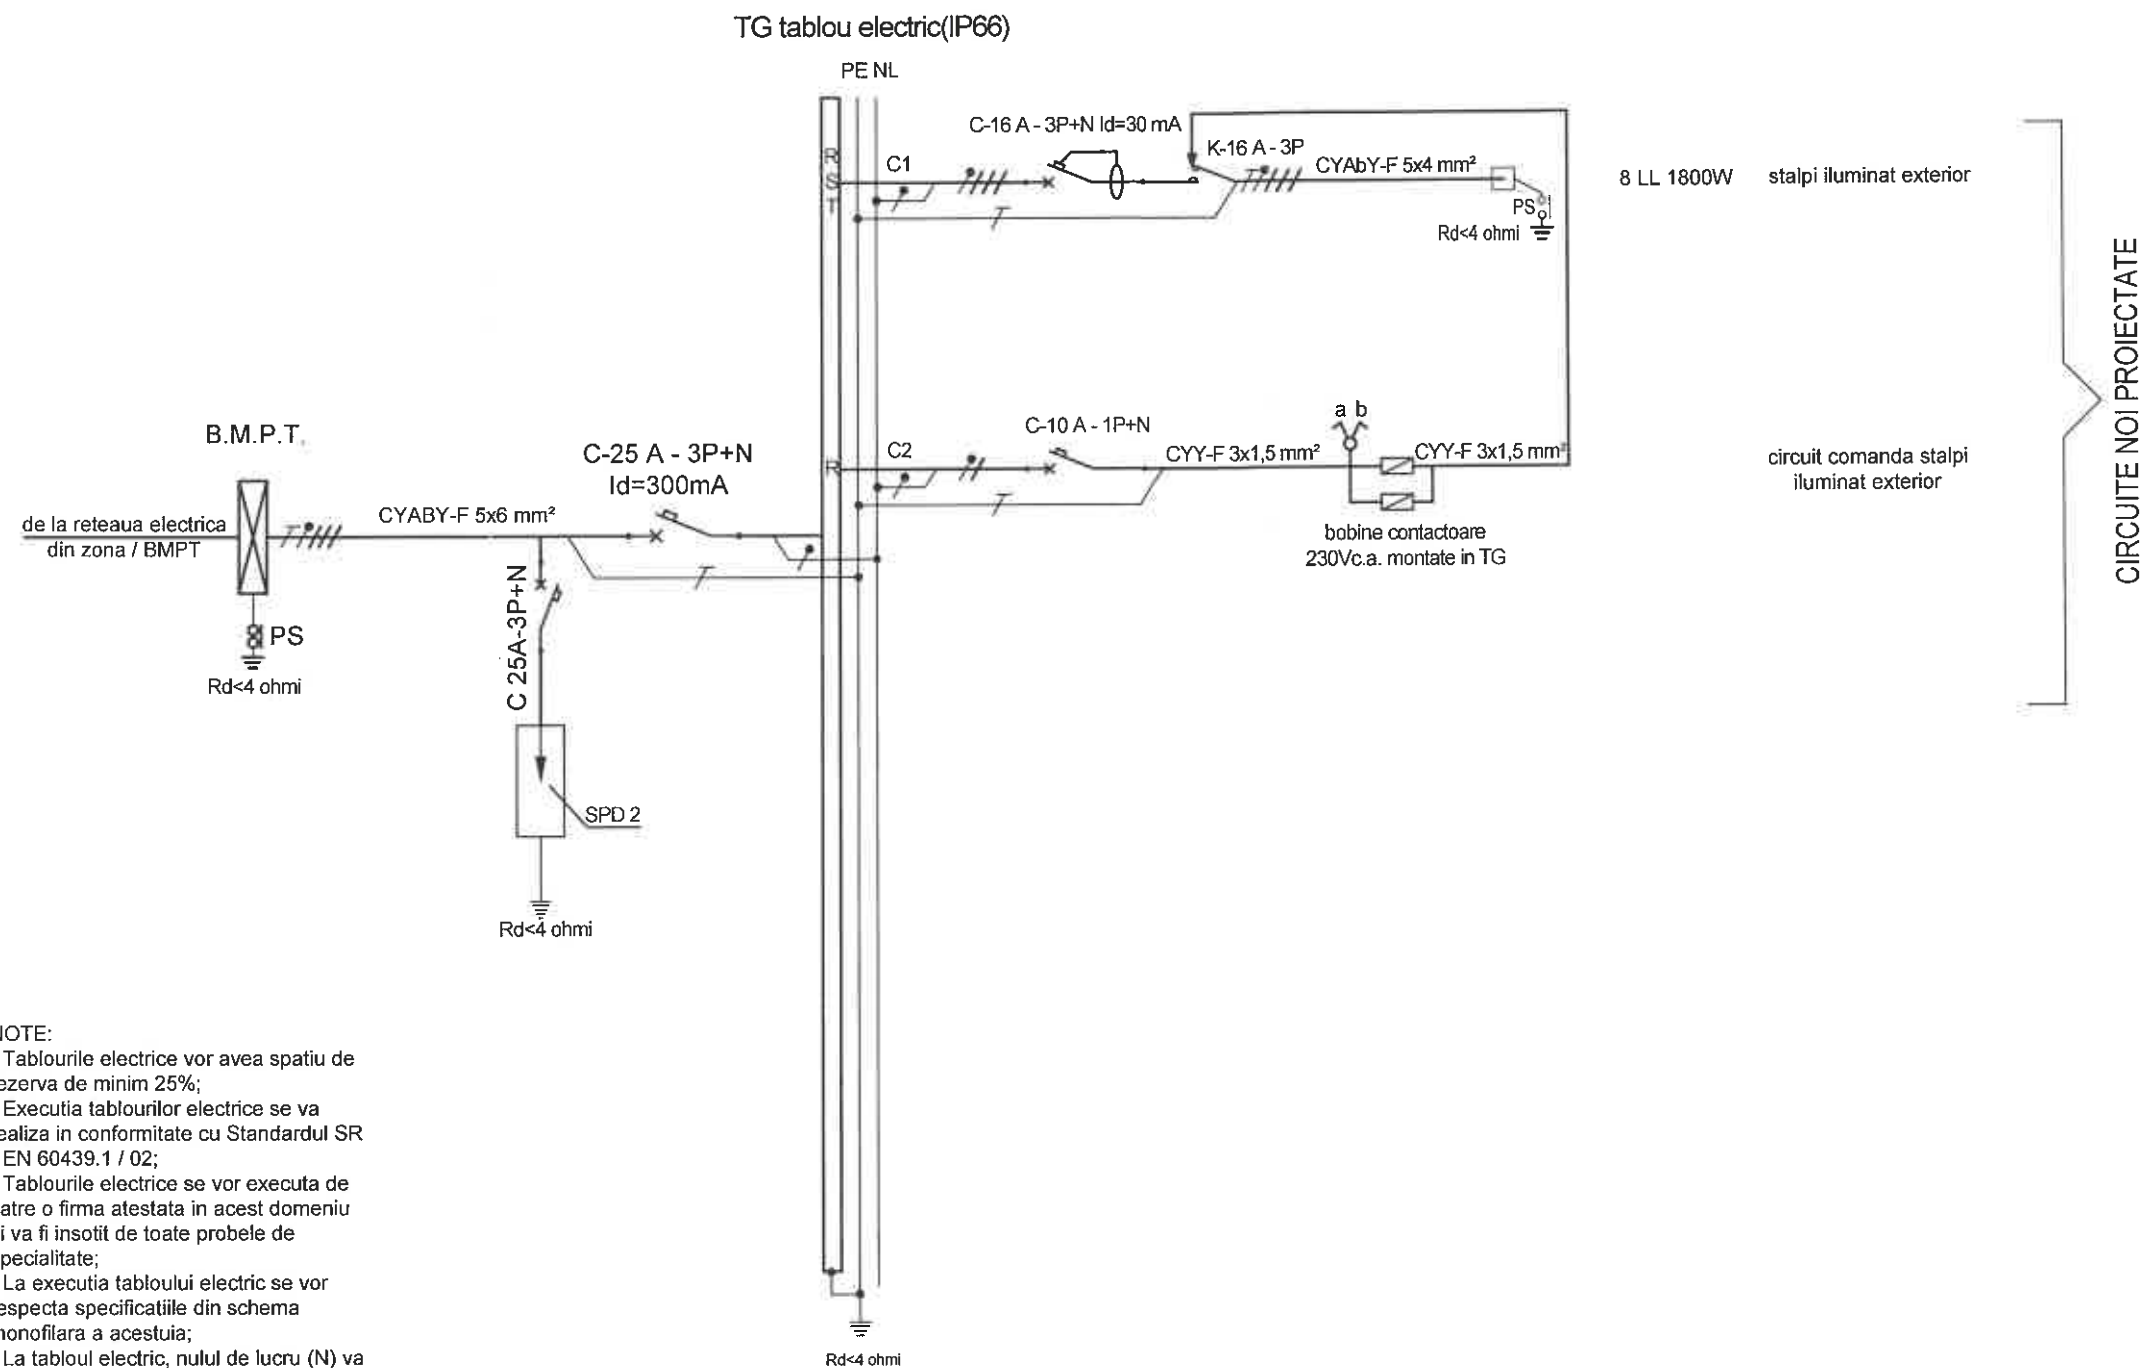 TG tablou electric(IP66)
PE NL
R
S
T
C1
C-16 A - 3P+N Id=30 mA
K-16 A - 3P
CYAbY-F 5x4 mm²
PS
Rd<4 ohmi
8 LL 1800W stalpi iluminat exterior
CIRCUITE NOI PROIECTATE
B.M.P.T.
de la reteaua electrica
din zona / BMPT
PS
Rd<4 ohmi
CYABY-F 5x6 mm²
C-25 A - 3P+N
Id=300mA
C 25A-3P+N
SPD 2
Rd<4 ohmi
R
C2
C-10 A - 1P+N
CYY-F 3x1,5 mm²
a b
CYY-F 3x1,5 mm²
bobine contactoare
230Vc.a. montate in TG
circuit comanda stalpi
iluminat exterior
Rd<4 ohmi
OTE:
Tablourile electrice vor avea spatiu de
ezerva de minim 25%;
Executia tablourilor electrice se va
ealiza in conformitate cu Standardul SR
EN 60439.1 / 02;
Tablourile electrice se vor executa de
atre o firma atestata in acest domeniu
i va fi insotit de toate probele de
pecialitate;
La executia tabloului electric se vor
especta specificatiile din schema
monofilara a acestuia;
La tabloul electric, nulul de lucru (N) va